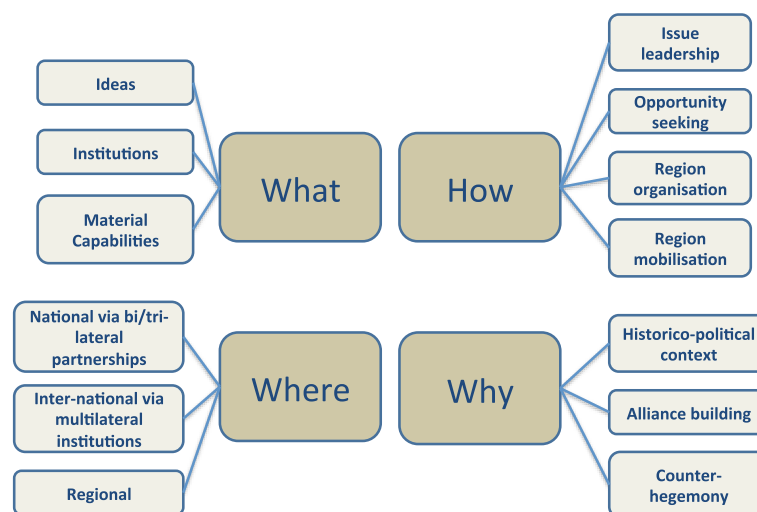 Ideas
Institutions
Material
Capabilities
What
How
Issue
leadership
Opportunity
seeking
Region
organisation
Region
mobilisation
National via bi/tri-
lateral
partnerships
Inter-national via
multilateral
institutions
Regional
Where
Why
Historico-political
context
Alliance building
Counter-
hegemony